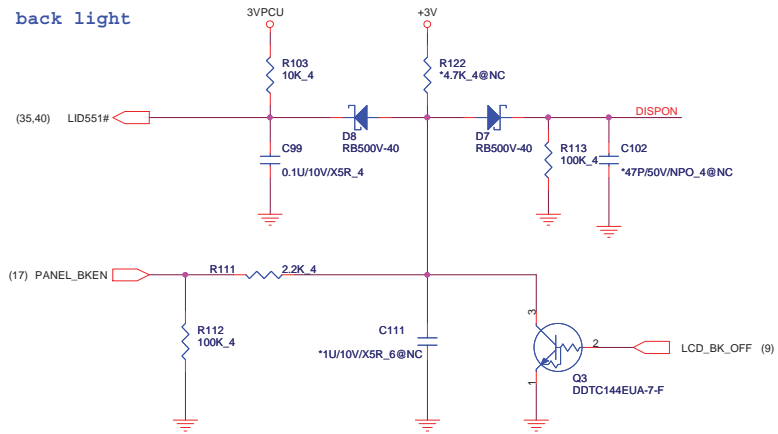 back light
3VPCU
+3V
R103
10K_4
R122
*4.7K_4@NC
(35,40) LID551#
DISPON
D8
RB500V-40
D7
RB500V-40
C99
0.1U/10V/X5R_4
R113
100K_4
C102
*47P/50V/NPO_4@NC
(17) PANEL_BKEN
R111
2.2K_4
R112
100K_4
C111
*1U/10V/X5R_6@NC
3
2
1
LCD_BK_OFF (9)
Q3
DDTC144EUA-7-F